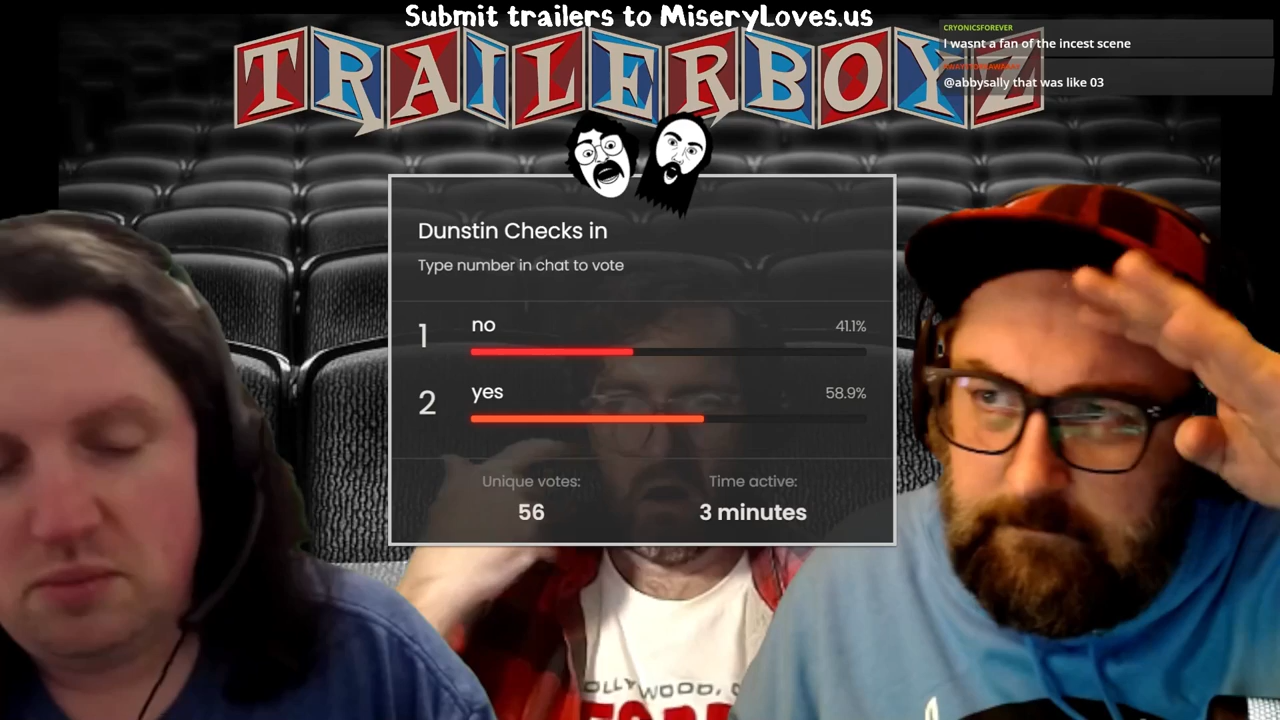 Submit trailers to MiseryLoves.us
TRAILERBOYZ
CRYONICSFOREVER
I wasnt a fan of the incest scene
@abbysally that was like 03
Dunstin Checks in
Type number in chat to vote
1 no 41.1%
2 yes 58.9%
Unique votes: Time active:
56 3 minutes